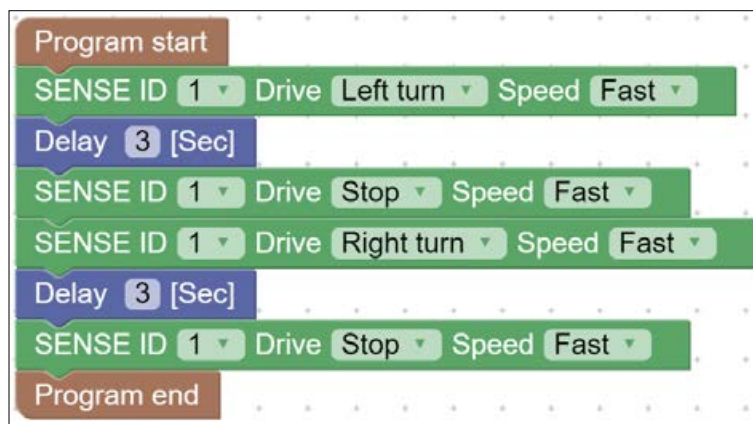 Program start
SENSE ID 1 Drive Left turn Speed Fast
Delay 3 [Sec]
SENSE ID 1 Drive Stop Speed Fast
SENSE ID 1 Drive Right turn Speed Fast
Delay 3 [Sec]
SENSE ID 1 Drive Stop Speed Fast
Program end